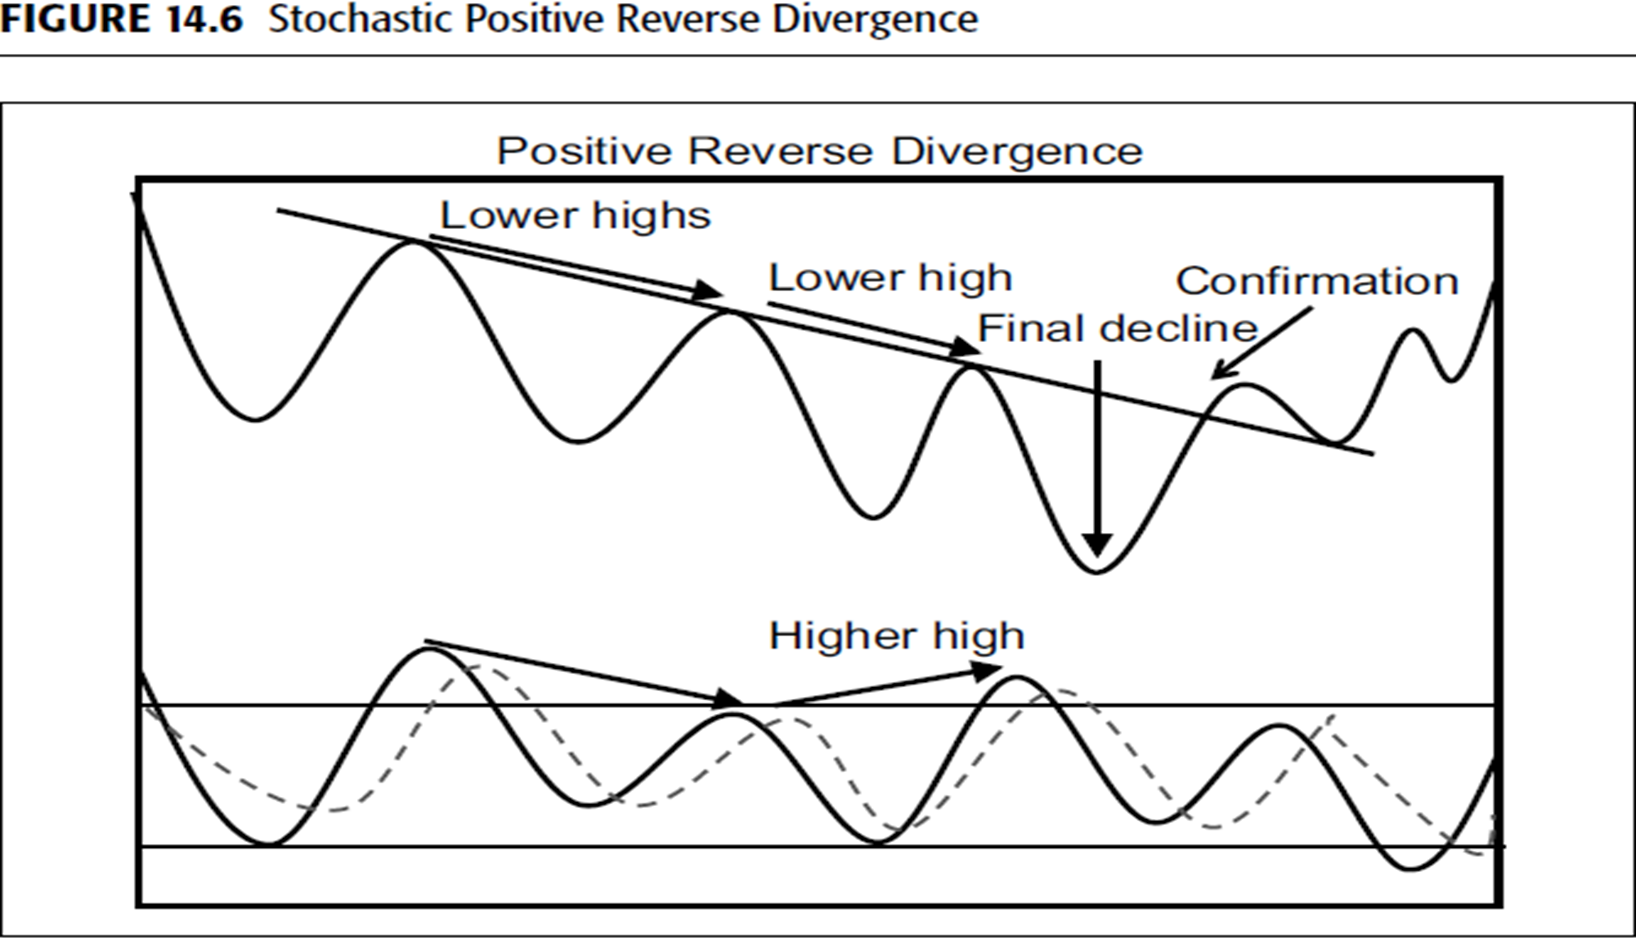 FIGURE 14.6 Stochastic Positive Reverse Divergence
Positive Reverse Divergence
Lower highs
Lower high
Confirmation
Final decline
Higher high